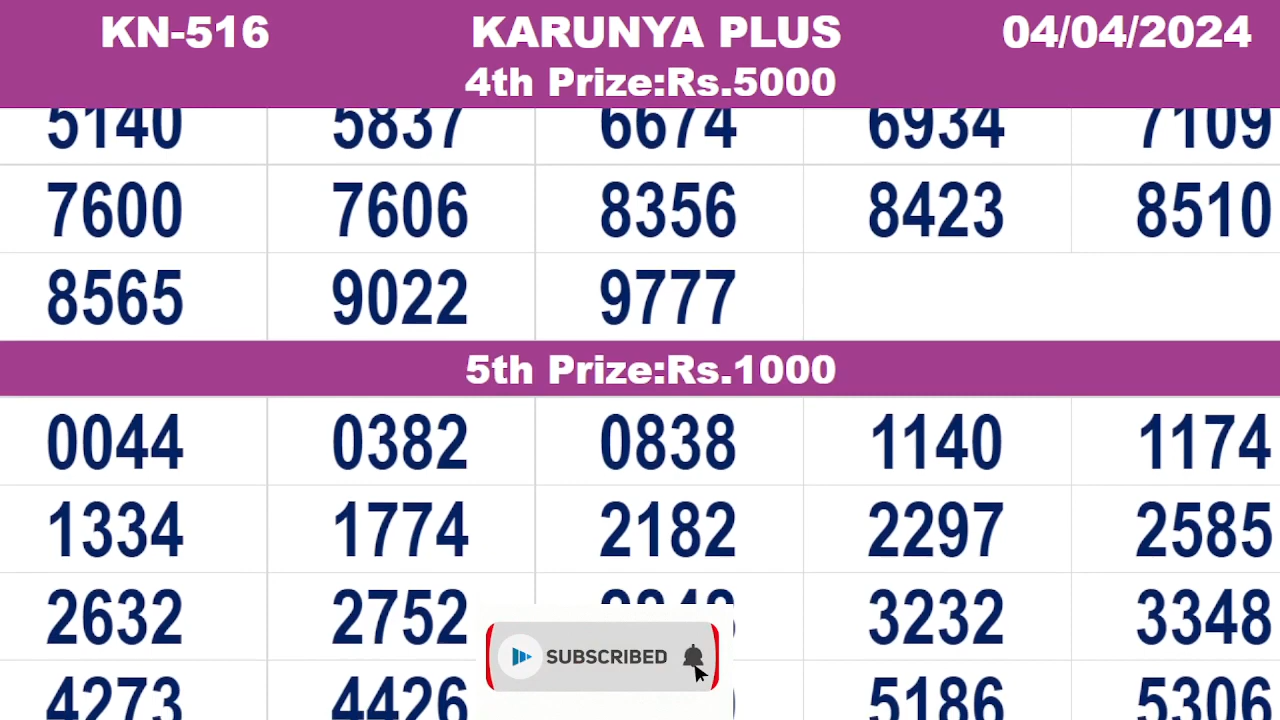 KN-516 KARUNYA PLUS 04/04/2024
4th Prize:Rs.5000
5140 5837 6674 6934 7109
7600 7606 8356 8423 8510
8565 9022 9777
5th Prize:Rs.1000
0044 0382 0838 1140 1174
1334 1774 2182 2297 2585
2632 2752 3232 3348
SUBSCRIBED
4273 4426 5186 5306